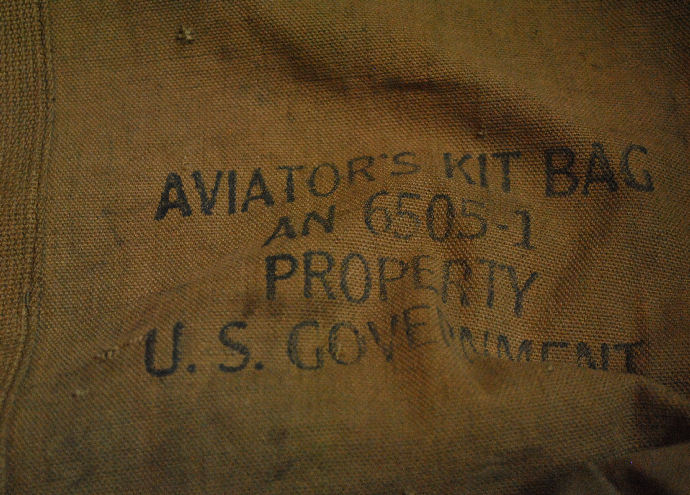 AVIATOR'S KIT BAG
AN 6505-1
PROPERTY
U.S. GOVERNMENT